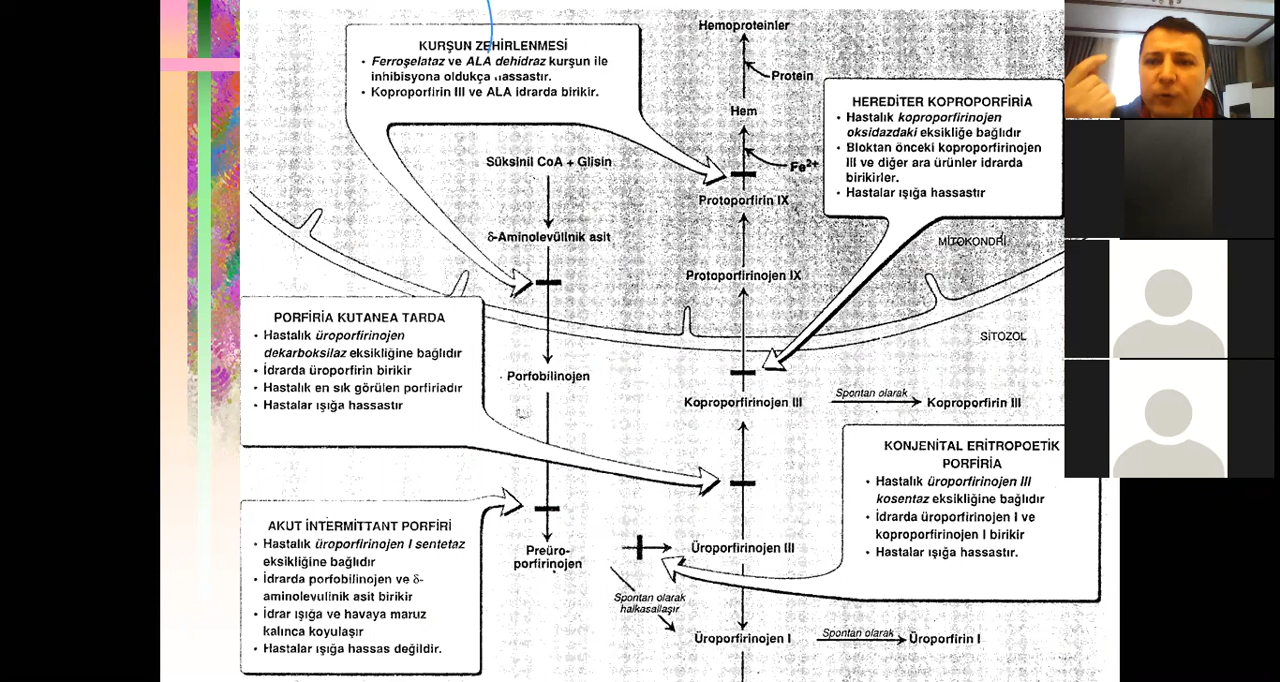 KURŞUN ZEHİRLENMESİ
• Ferroşelataz ve ALA dehidraz kurşun ile
inhibisyona oldukça hassastır.
• Koproporfirin III ve ALA idrarda birikir.
Hemoproteinler
Protein
Hem
Fe2+
HEREDİTER KOPROPORFİRİA
• Hastalık koproporfirinojen
oksidazdaki eksikliğe bağlıdır
• Bloktan önceki koproporfirinojen
III ve diğer ara ürünler idrarda
birikirler.
• Hastalar ışığa hassastır
Süksinil CoA + Glisin
Protoporfirin IX
δ-Aminolevülinik asit
MİTOKONDRİ
Protoporfirinojen IX
SİTOZOL
PORFİRİA KUTANEA TARDA
• Hastalık üroporfirinojen
dekarboksilaz eksikliğine bağlıdır
• İdrarda üroporfirin birikir
• Hastalık en sık görülen porfiriadır
• Hastalar ışığa hassastır
Porfobilinojen
Koproporfirinojen III
Spontan olarak
Koproporfirin III
KONJENİTAL ERİTROPOETİK
PORFİRİA
• Hastalık üroporfirinojen III
kosentaz eksikliğine bağlıdır
• İdrarda üroporfirinojen I ve
koproporfirinojen I birikir
• Hastalar ışığa hassastır.
AKUT İNTERMİTTANT PORFİRİ
• Hastalık üroporfirinojen I sentetaz
eksikliğine bağlıdır
• İdrarda porfobilinojen ve δ-
aminolevulinik asit birikir
• İdrar ışığa ve havaya maruz
kalınca koyulaşır
• Hastalar ışığa hassas değildir.
Preüro-
porfirinojen
Üroporfirinojen III
Spontan olarak
halkasallaşır
Üroporfirinojen I
Spontan olarak
Üroporfirin I